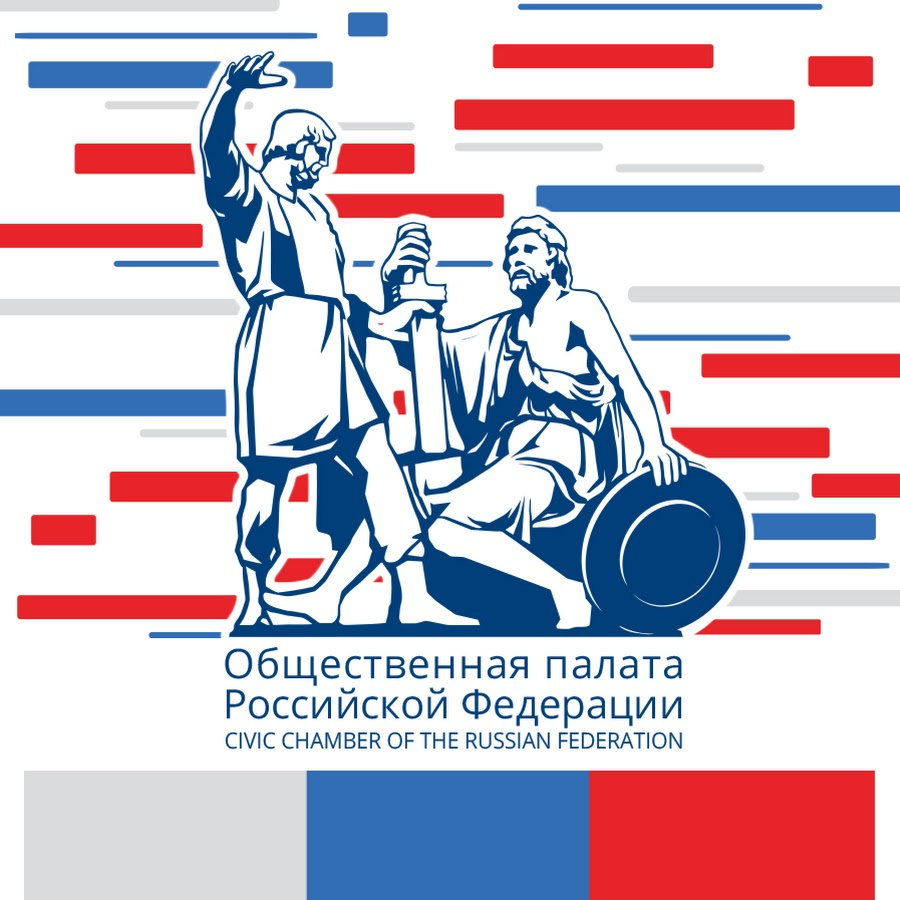 Общественная палата
Российской Федерации
CIVIC CHAMBER OF THE RUSSIAN FEDERATION